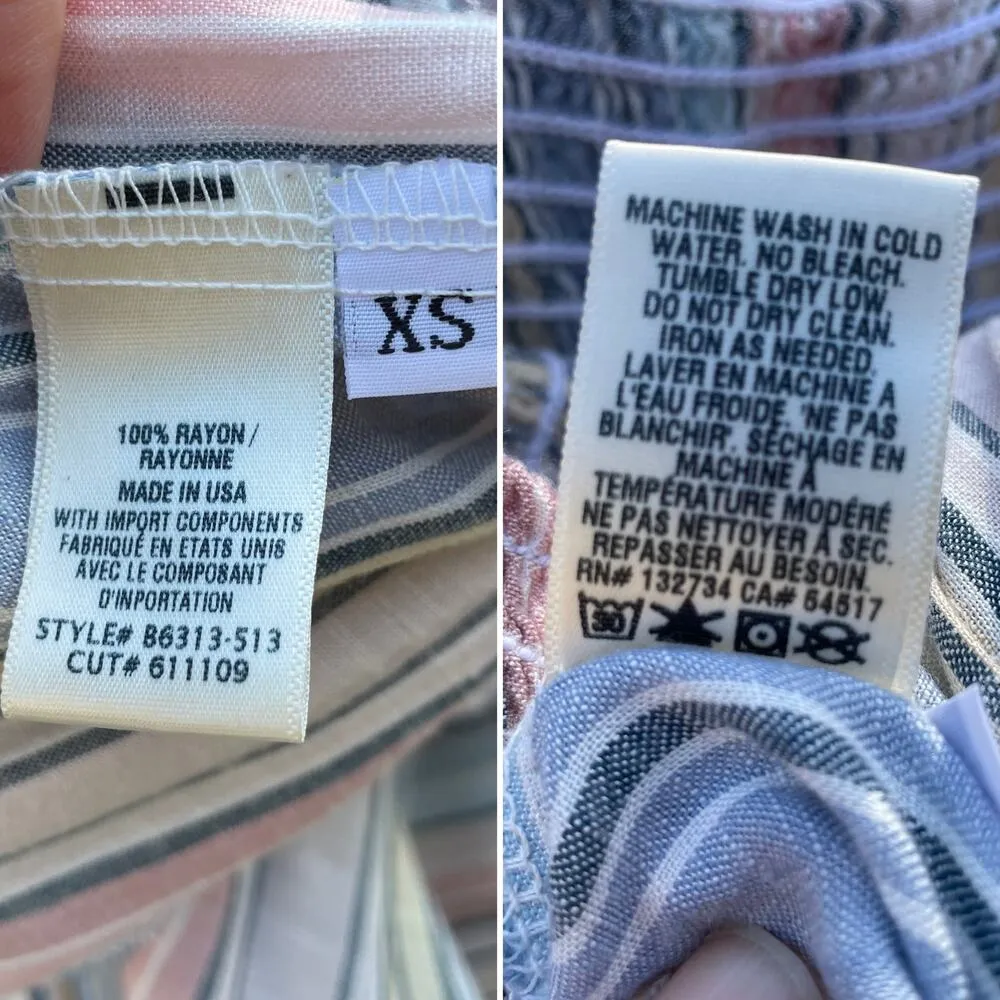 XS
100% RAYON /
RAYONNE
MADE IN USA
WITH IMPORT COMPONENTS
FABRIQUÉ EN ETATS UNIS
AVEC LE COMPOSANT
D'INPORTATION
STYLE# B6313-513
CUT# 611109
MACHINE WASH IN COLD
WATER. NO BLEACH.
TUMBLE DRY LOW,
DO NOT DRY CLEAN.
IRON AS NEEDED.
LAVER EN MACHINE A
L'EAU FROIDE, 'NE PAS
BLANCHIR', SÉCHAGE EN
MACHINE À
TEMPÉRATURE MODÉRÉ
NE PAS NETTOYER À SEC.
REPASSER AU BESOIN.
RN# 132734 CA# 54517
30